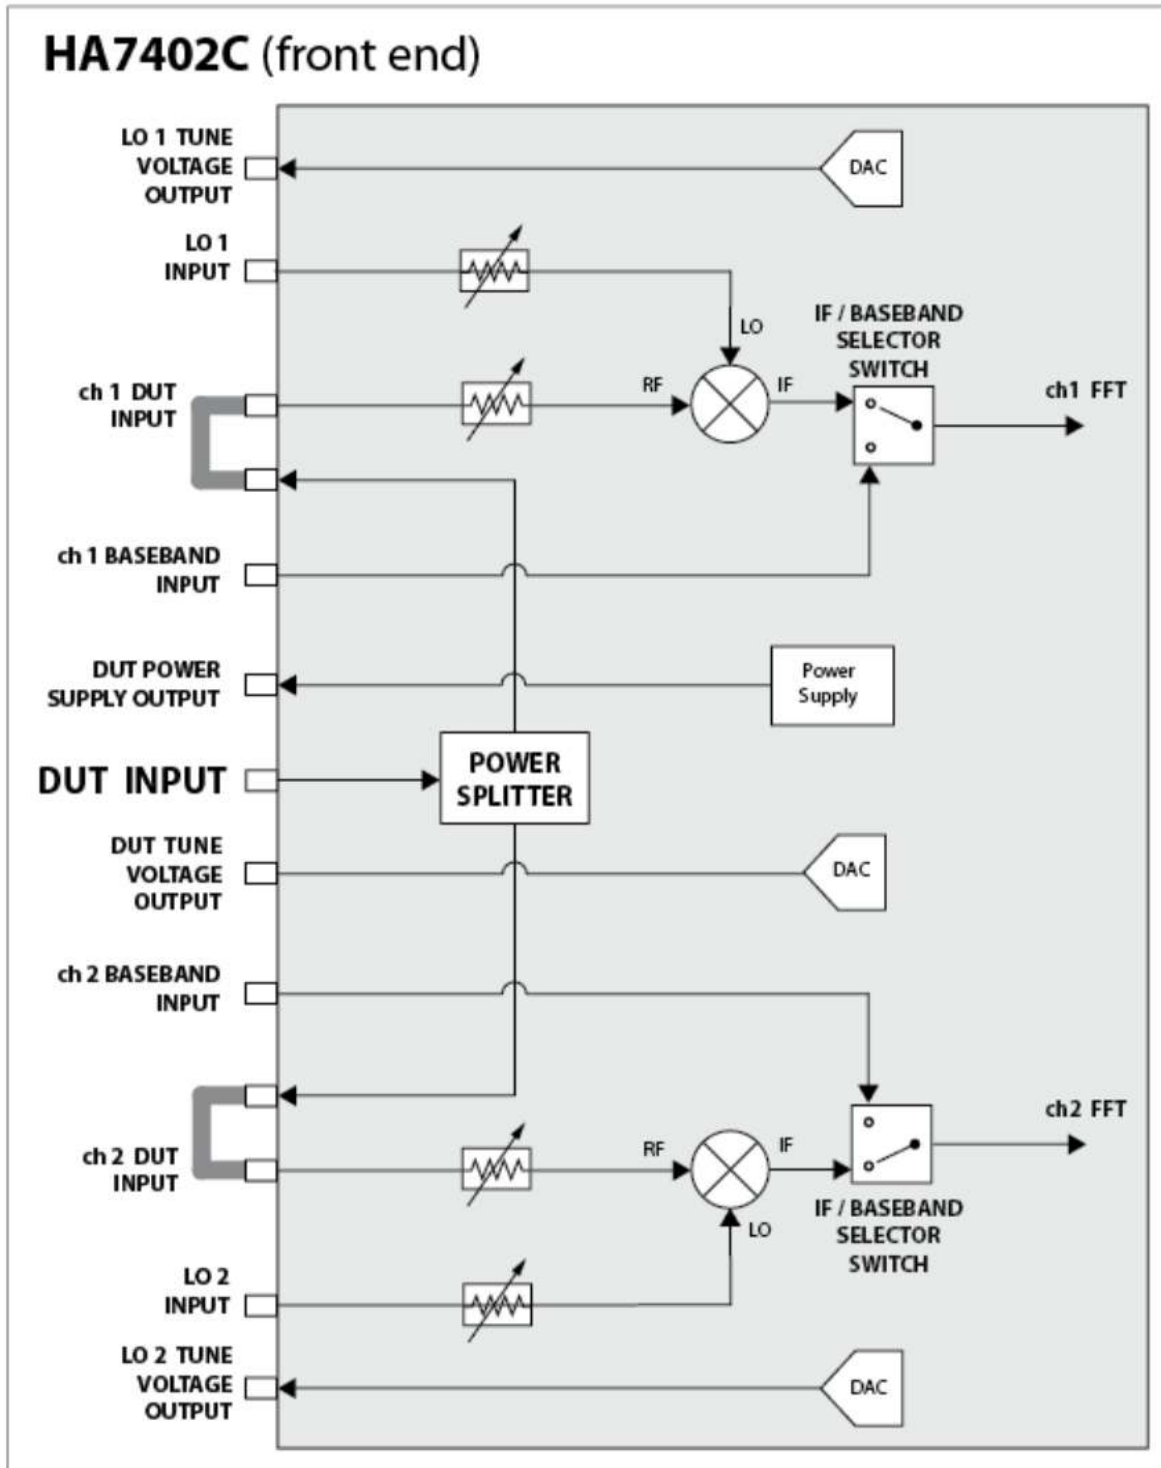 HA7402C (front end)
LO 1 TUNE
VOLTAGE
OUTPUT
DAC
LO 1
INPUT
LO
IF / BASEBAND
SELECTOR
SWITCH
ch 1 DUT
INPUT
RF
IF
ch1 FFT
ch 1 BASEBAND
INPUT
DUT POWER
SUPPLY OUTPUT
Power
Supply
DUT INPUT
POWER
SPLITTER
DUT TUNE
VOLTAGE
OUTPUT
DAC
ch 2 BASEBAND
INPUT
ch 2 DUT
INPUT
RF
IF
ch2 FFT
LO
IF / BASEBAND
SELECTOR
SWITCH
LO 2
INPUT
LO 2 TUNE
VOLTAGE
OUTPUT
DAC